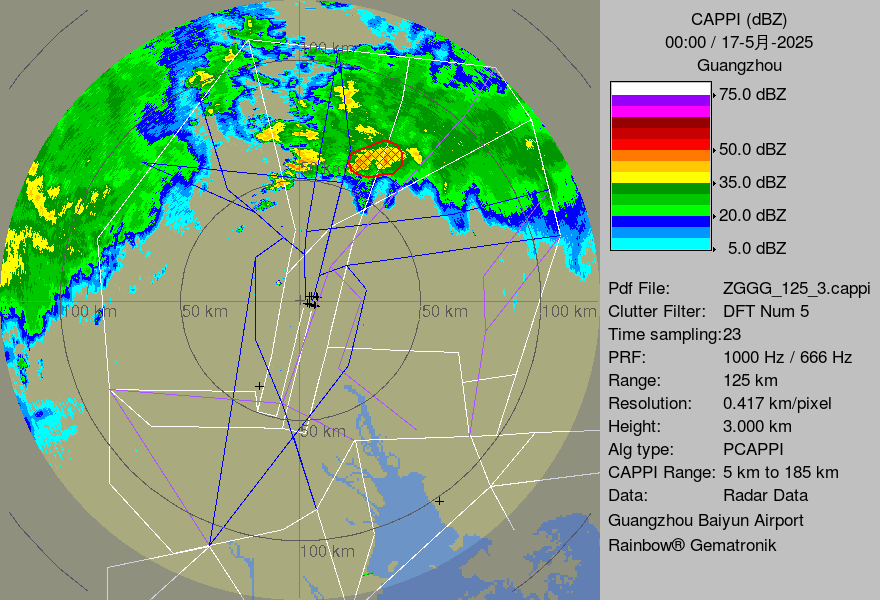 CAPPI (dBZ)
00:00 / 17-5月-2025
Guangzhou
75.0 dBZ
50.0 dBZ
35.0 dBZ
20.0 dBZ
5.0 dBZ
Pdf File: ZGGG_125_3.cappi
Clutter Filter: DFT Num 5
Time sampling:23
PRF: 1000 Hz / 666 Hz
Range: 125 km
Resolution: 0.417 km/pixel
Height: 3.000 km
Alg type: PCAPPI
CAPPI Range: 5 km to 185 km
Data: Radar Data
Guangzhou Baiyun Airport
Rainbow® Gematronik
100 km
100 km
50 km
50 km
100 km
50 km
100 km